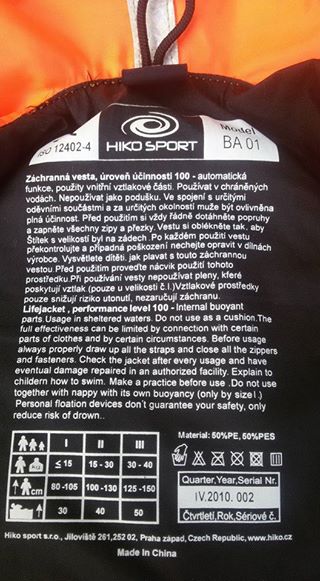 ISO 12402-4
HIKO SPORT
Model
BA 01
Záchranná vesta, úroveň účinnosti 100 - automatická
funkce, použity vnitřní vztlakové části. Používat v chráněných
vodách. Nepoužívat jako podušku. Ve spojení s určitými
oděvními součástmi a za určitých okolností muže být ovlivněna
plná účinnost. Před použitím si vždy řádně dotáhněte popruhy
a zapněte všechny zipy a přezky. Vestu si oblékněte tak, aby
Štítek s velikostí byl na zádech .Po každém použití vestu
překontrolujte a případná poškození nechejte opravit v dílnách
výrobce. Vysvětlete dítěti, jak plavat s touto záchrannou
vestou.Před použitím proveďte nácvik použití tohoto
prostředku.Při používání vesty nepoužívat pleny, které
poskytují vztlak (pouze u velikosti č.I.)Vztlakové prostředky
pouze snižují riziko utonutí, nezaručují záchranu.
Lifejacket , performance level 100 - Internal buoyant
parts.Usage in sheltered waters. Do not use as a cushion.The
full effectiveness can be limited by connection with certain
parts of clothes and by certain circumstances. Before usage
always properly draw up all the straps and close all the zippers
and fasteners. Check the jacket after every usage and have
eventual damage repaired in an authorized facility. Explain to
childern how to swim. Make a practice before use .Do not use
together with nappy with its own buoyancy (only by size I.)
Personal floation devices don't guarantee your safety, only
reduce risk of drown..
I II III
KG ≤ 15 15 - 30 30 - 40
cm 80-105 100-130 125-150
30 40 50
Material: 50%PE, 50%PES
Quarter,Year,Serial Nr.
IV.2010. 002
Čtvrtletí,Rok,Sériové č.
Hiko sport s.r.o., Jiloviště 261,252 02, Praha západ, Czech Republic, www.hiko.cz
Made in China